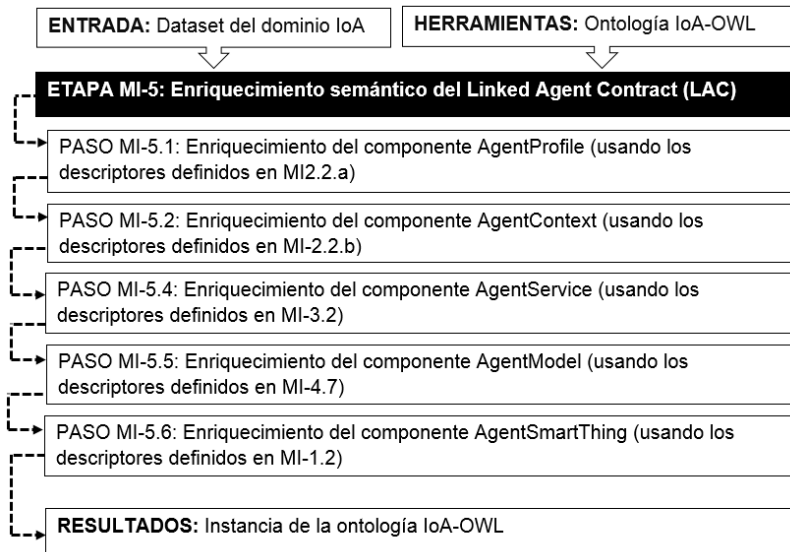 ENTRADA: Dataset del dominio IoA
HERRAMIENTAS: Ontología IoA-OWL
ETAPA MI-5: Enriquecimiento semántico del Linked Agent Contract (LAC)
PASO MI-5.1: Enriquecimiento del componente AgentProfile (usando los
descriptores definidos en MI2.2.a)
PASO MI-5.2: Enriquecimiento del componente AgentContext (usando los
descriptores definidos en MI-2.2.b)
PASO MI-5.4: Enriquecimiento del componente AgentService (usando los
descriptores definidos en MI-3.2)
PASO MI-5.5: Enriquecimiento del componente AgentModel (usando los
descriptores definidos en MI-4.7)
PASO MI-5.6: Enriquecimiento del componente AgentSmartThing (usando los
descriptores definidos en MI-1.2)
RESULTADOS: Instancia de la ontología IoA-OWL